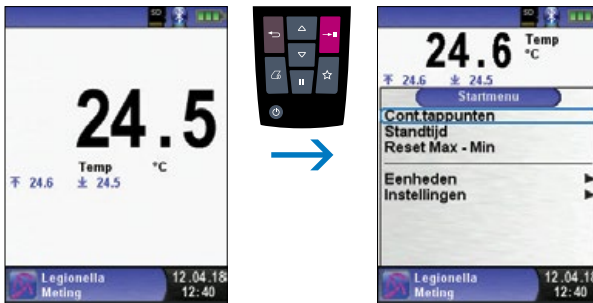 SD
24.5
Temp °C
24.6 24.5
Legionella
Meting
12.04.18
12:40
SD
24.6 Temp
°C
24.6 24.5
Startmenu
Cont.tappunten
Standtijd
Reset Max - Min
Eenheden
Instellingen
Legionella
Meting
12.04.18
12:40